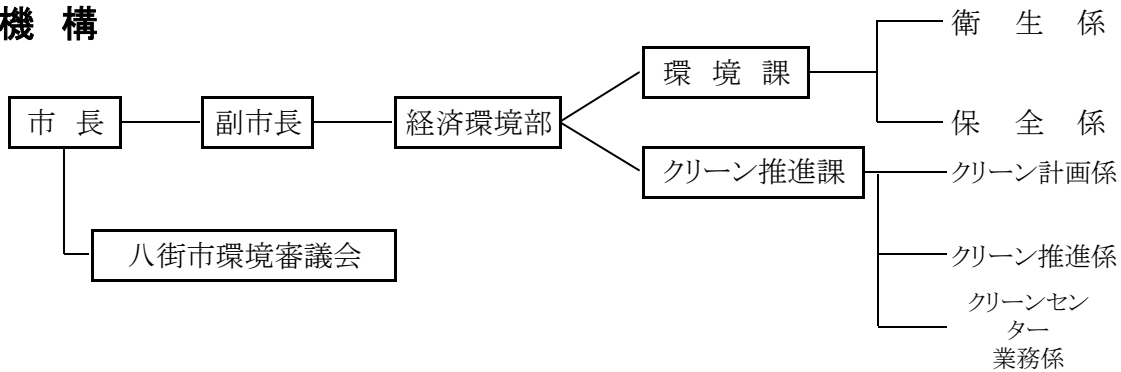 機 構
市 長
副市長
経済環境部
環 境 課
衛 生 係
保 全 係
クリーン推進課
クリーン計画係
クリーン推進係
クリーンセン
ター
業務係
八街市環境審議会